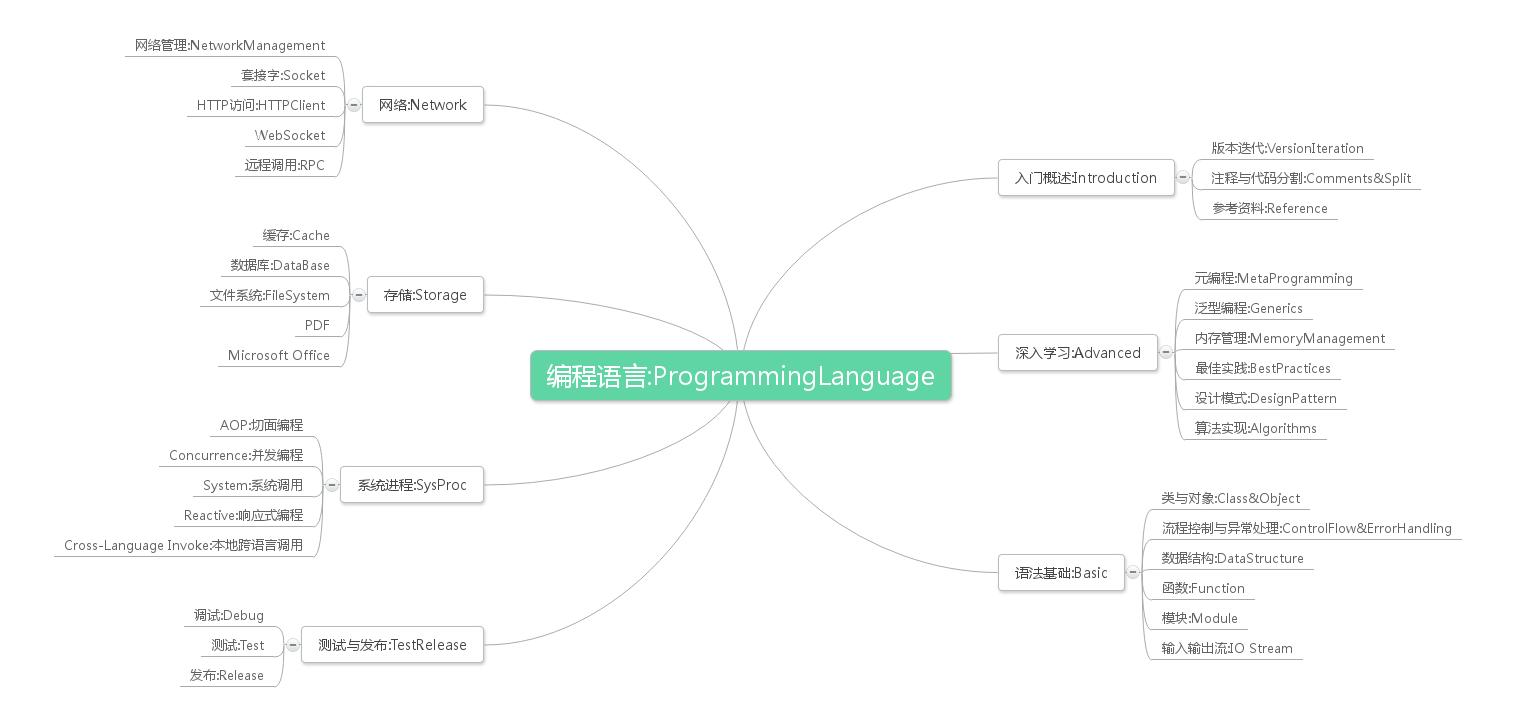 编程语言:ProgrammingLanguage
网络:Network
网络管理:NetworkManagement
套接字:Socket
HTTP访问:HTTPClient
WebSocket
远程调用:RPC
存储:Storage
缓存:Cache
数据库:DataBase
文件系统:FileSystem
PDF
Microsoft Office
系统进程:SysProc
AOP:切面编程
Concurrence:并发编程
System:系统调用
Reactive:响应式编程
Cross-Language Invoke:本地跨语言调用
测试与发布:TestRelease
调试:Debug
测试:Test
发布:Release
入门概述:Introduction
版本迭代:VersionIteration
注释与代码分割:Comments&Split
参考资料:Reference
深入学习:Advanced
元编程:MetaProgramming
泛型编程:Generics
内存管理:MemoryManagement
最佳实践:BestPractices
设计模式:DesignPattern
算法实现:Algorithms
语法基础:Basic
类与对象:Class&Object
流程控制与异常处理:ControlFlow&ErrorHandling
数据结构:DataStructure
函数:Function
模块:Module
输入输出流:IO Stream